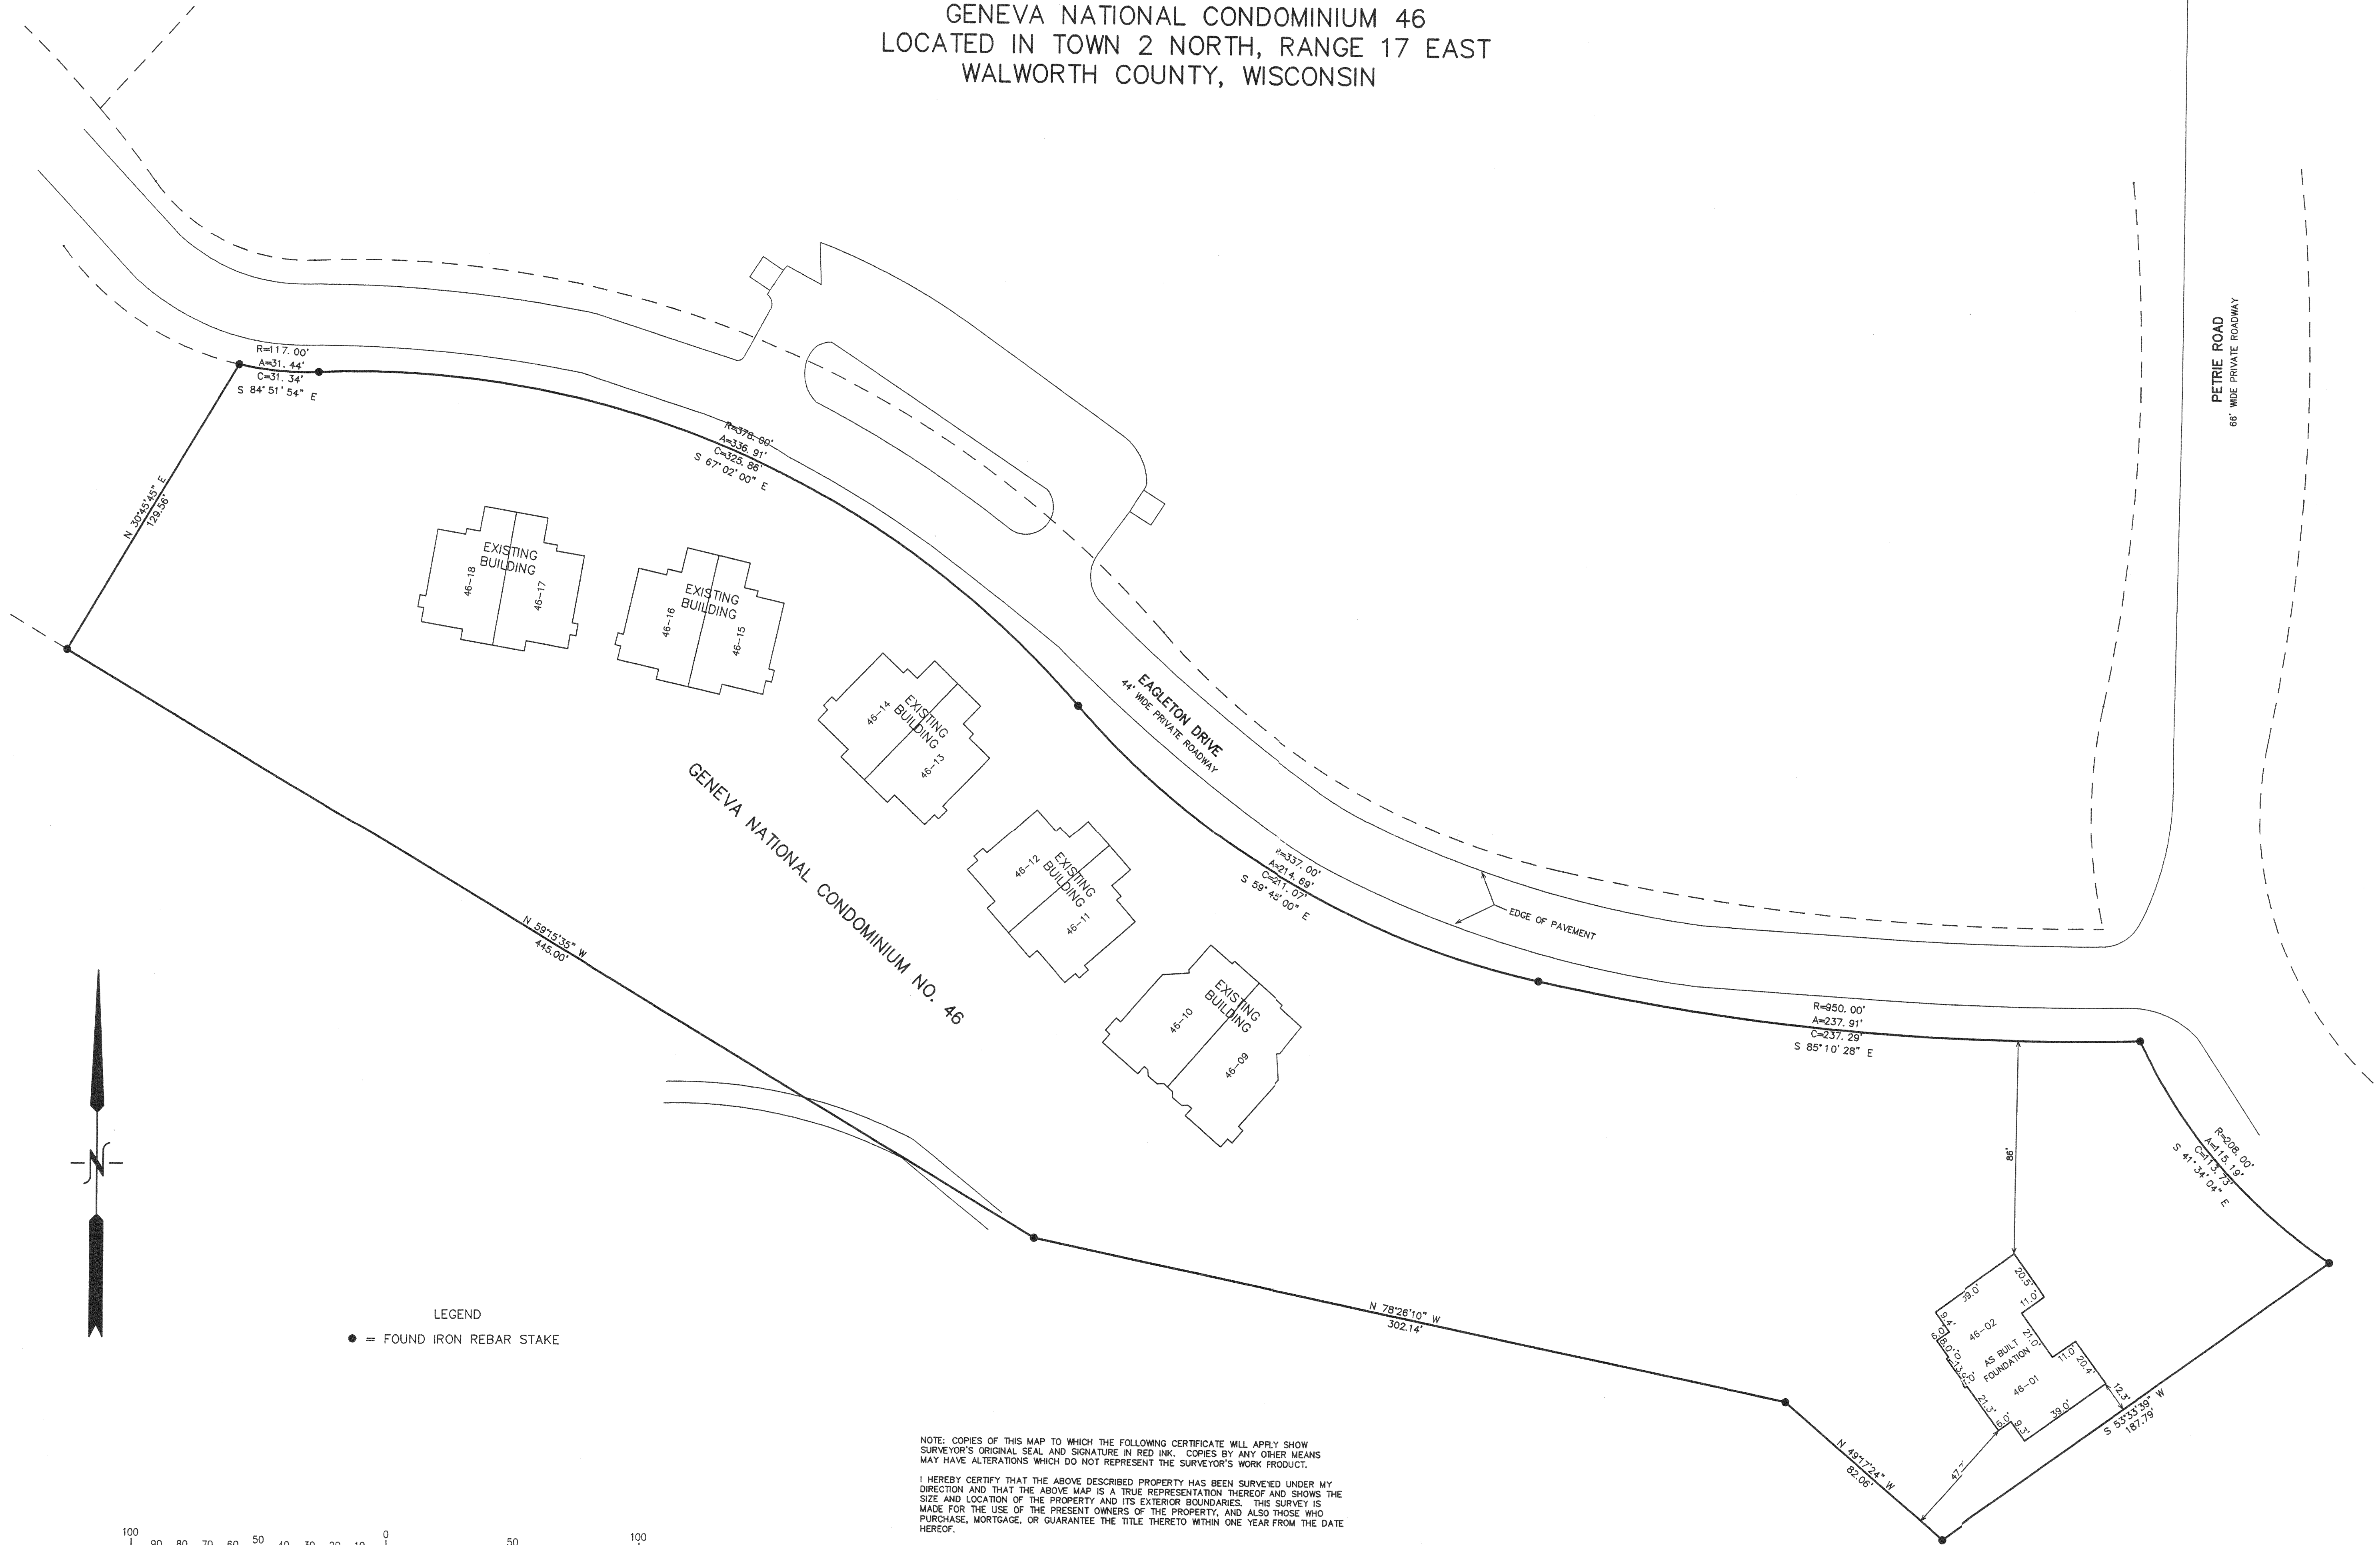 GENEVA NATIONAL CONDOMINIUM 46
LOCATED IN TOWN 2 NORTH, RANGE 17 EAST
WALWORTH COUNTY, WISCONSIN
PETRIE ROAD
66' WIDE PRIVATE ROADWAY
R=117.00'
A=31.44'
C=31.34'
S 84°51'54" E
R=378.00'
A=336.91'
C=325.86'
S 67°02'00" E
N 30°45'45" E
129.56'
EXISTING
BUILDING
46-18
46-17
EXISTING
BUILDING
46-16
46-15
EXISTING
BUILDING
46-14
46-13
EAGLETON DRIVE
44' WIDE PRIVATE ROADWAY
GENEVA NATIONAL CONDOMINIUM NO. 46
EXISTING
BUILDING
46-12
46-11
R=337.00'
A=214.69'
C=211.07'
S 59°45'00" E
EDGE OF PAVEMENT
N 59°15'35" W
445.00'
EXISTING
BUILDING
46-10
46-09
R=950.00'
A=237.91'
C=237.29'
S 85°10'28" E
86'
R=208.00'
A=115.19'
C=113.73'
S 41°34'04" E
N
LEGEND
● = FOUND IRON REBAR STAKE
N 78°26'10" W
302.14'
20.5'
39.0'
11.0'
9.4'
6.0'
8.0'
21.0'
46-02
AS BUILT
FOUNDATION
46-01
11.0'
20.4'
21.3'
6.0'
9.3'
39.0'
12.3'
S 53°33'39" W
187.79'
N 49°17'24" W
82.06'
NOTE: COPIES OF THIS MAP TO WHICH THE FOLLOWING CERTIFICATE WILL APPLY SHOW
SURVEYOR'S ORIGINAL SEAL AND SIGNATURE IN RED INK. COPIES BY ANY OTHER MEANS
MAY HAVE ALTERATIONS WHICH DO NOT REPRESENT THE SURVEYOR'S WORK PRODUCT.
I HEREBY CERTIFY THAT THE ABOVE DESCRIBED PROPERTY HAS BEEN SURVEYED UNDER MY
DIRECTION AND THAT THE ABOVE MAP IS A TRUE REPRESENTATION THEREOF AND SHOWS THE
SIZE AND LOCATION OF THE PROPERTY AND ITS EXTERIOR BOUNDARIES. THIS SURVEY IS
MADE FOR THE USE OF THE PRESENT OWNERS OF THE PROPERTY, AND ALSO THOSE WHO
PURCHASE, MORTGAGE, OR GUARANTEE THE TITLE THERETO WITHIN ONE YEAR FROM THE DATE
HEREOF.
100 90 80 70 60 50 40 30 20 10 0 50 100